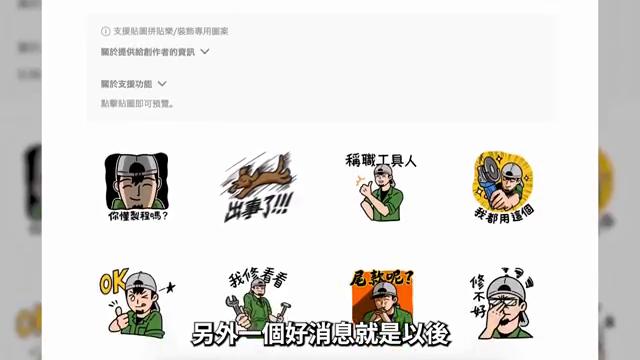 支援貼圖拼貼樂/裝飾專用圖案
關於提供給創作者的資訊
關於支援功能
點擊貼圖即可預覽。
你懂製程嗎?
出事了!!!
稱職工具人
我都用這個
OK
我修看看
尾款呢?
修不好
另外一個好消息就是以後